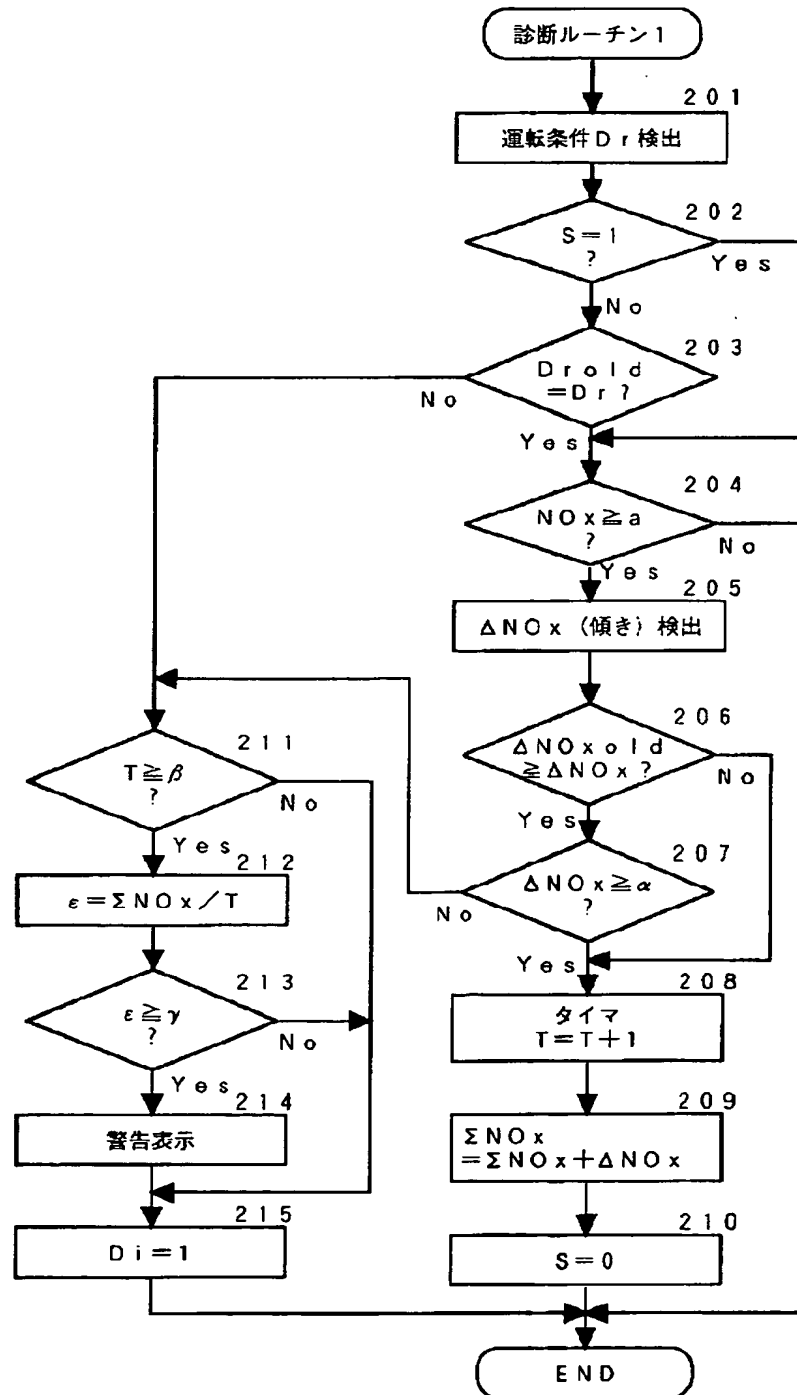 診断ルーチン1
201
運転条件Dr検出
202
S=1
?
Yes
No
203
Drold
=Dr?
No
Yes
204
NOx≧a
?
No
Yes
205
ΔNOx(傾き)検出
206
ΔNOxold
≧ΔNOx?
No
Yes
207
ΔNOx≧α
?
No
Yes
208
タイマ
T=T+1
209
ΣNOx
=ΣNOx+ΔNOx
210
S=0
211
T≧β
?
No
Yes
212
ε=ΣNOx/T
213
ε≧γ
?
No
Yes
214
警告表示
215
Di=1
END